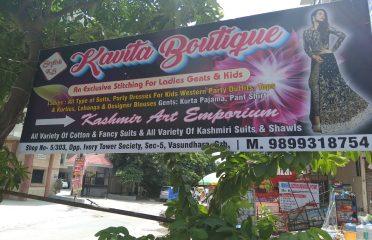 Kavita Boutique
An Exclusive Stitching For Ladies Gents & Kids
Ladies: All Type of Suits, Party Dresses For Kids Western Party Outfits, Tops
& Kurties, Lehanga & Designer Blouses Gents: Kurta Pajama, Pant Shirt
Kashmir Art Emporium
All Variety Of Cotton & Fancy Suits & All Variety Of Kashmiri Suits & Shawls
Shop No- 5/303, Opp. Ivory Tower Society, Sec-5, Vasundhara, Gzb. | M. 9899318754